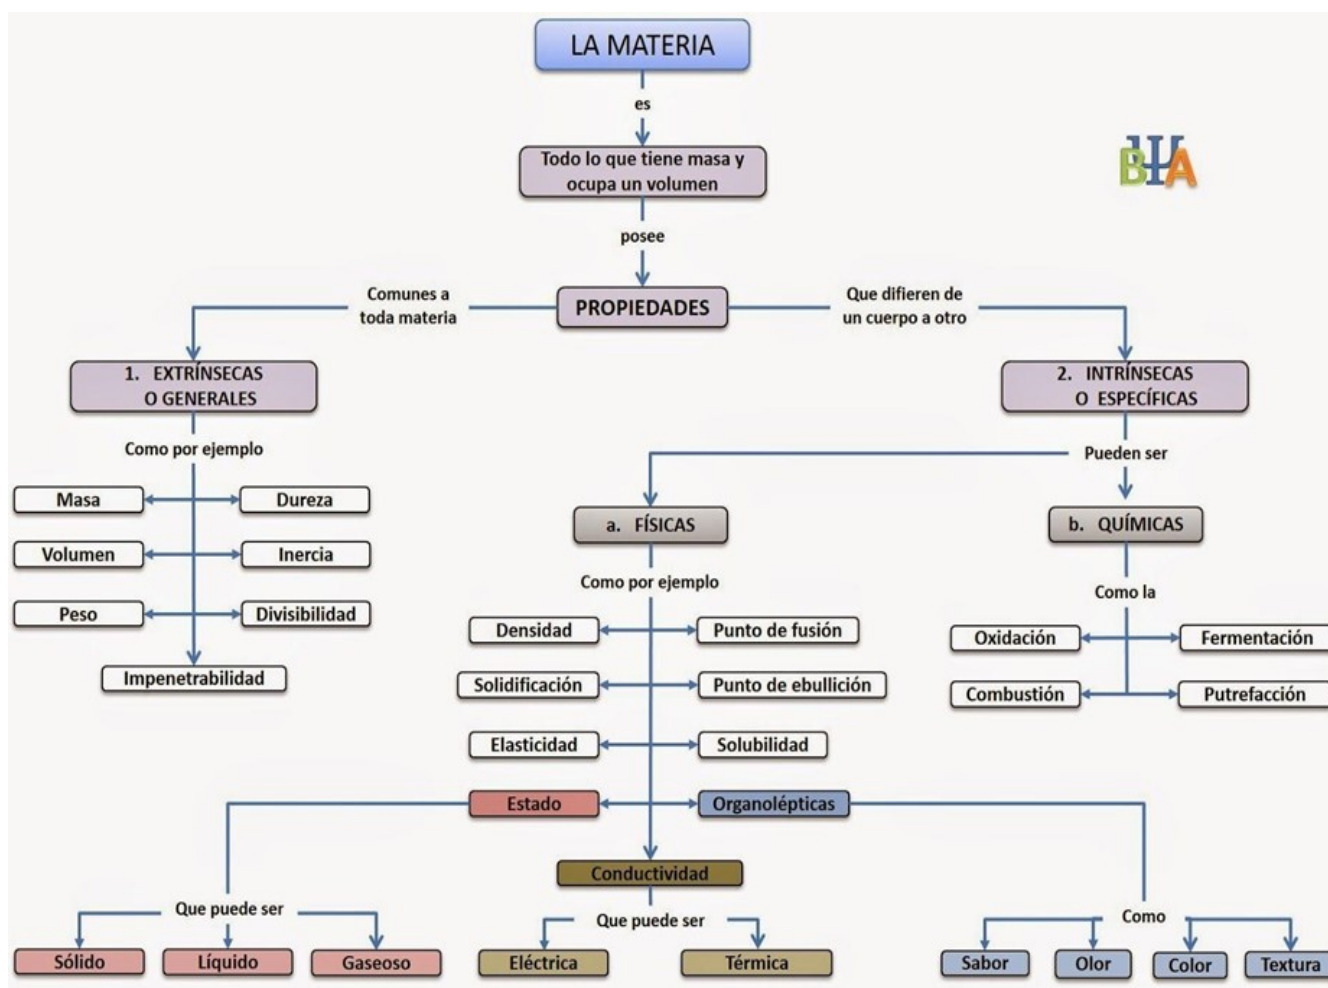 LA MATERIA
es
Todo lo que tiene masa y
ocupa un volumen
posee
PROPIEDADES
Comunes a
toda materia
Que difieren de
un cuerpo a otro
1. EXTRÍNSECAS
O GENERALES
Como por ejemplo
Masa
Dureza
Volumen
Inercia
Peso
Divisibilidad
Impenetrabilidad
2. INTRÍNSECAS
O ESPECÍFICAS
Pueden ser
a. FÍSICAS
Como por ejemplo
Densidad
Punto de fusión
Solidificación
Punto de ebullición
Elasticidad
Solubilidad
Estado
Organolépticas
Conductividad
b. QUÍMICAS
Como la
Oxidación
Fermentación
Combustión
Putrefacción
Que puede ser
Sólido
Líquido
Gaseoso
Que puede ser
Eléctrica
Térmica
Como
Sabor
Olor
Color
Textura
BΨA